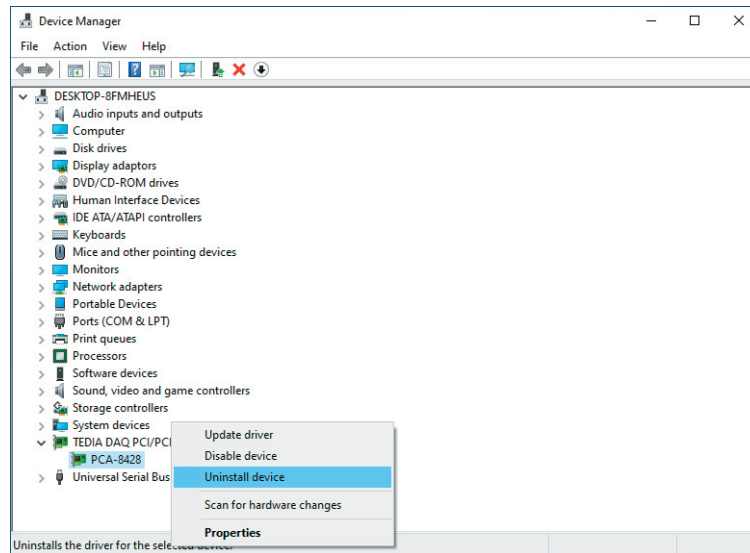 Device Manager
File Action View Help
DESKTOP-8FMHEUS
Audio inputs and outputs
Computer
Disk drives
Display adaptors
DVD/CD-ROM drives
Human Interface Devices
IDE ATA/ATAPI controllers
Keyboards
Mice and other pointing devices
Monitors
Network adapters
Portable Devices
Ports (COM & LPT)
Print queues
Processors
Software devices
Sound, video and game controllers
Storage controllers
System devices
TEDIA DAQ PCI/PCI
PCA-8428
Universal Serial Bus
Update driver
Disable device
Uninstall device
Scan for hardware changes
Properties
Uninstalls the driver for the selected device.